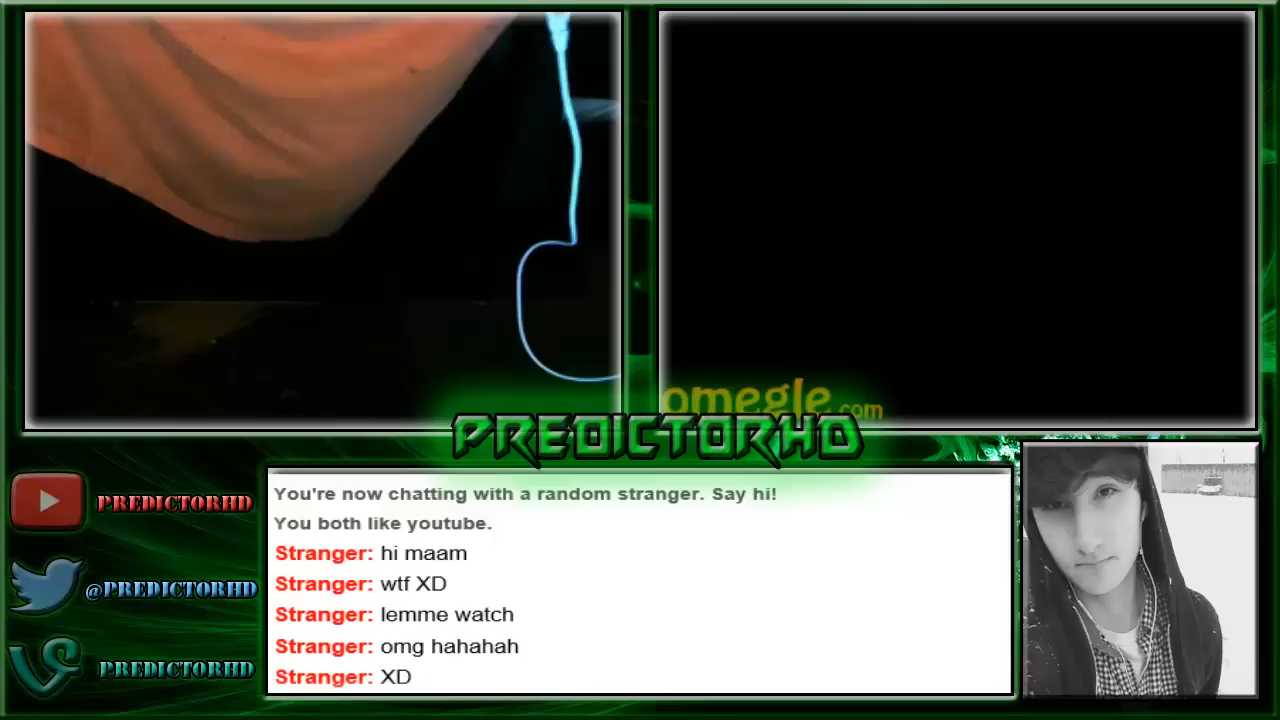 omegle.com
PREDICTORHD
You're now chatting with a random stranger. Say hi!
You both like youtube.
Stranger: hi maam
Stranger: wtf XD
Stranger: lemme watch
Stranger: omg hahahah
Stranger: XD
PREDICTORHD
@PREDICTORHD
PREDICTORHD